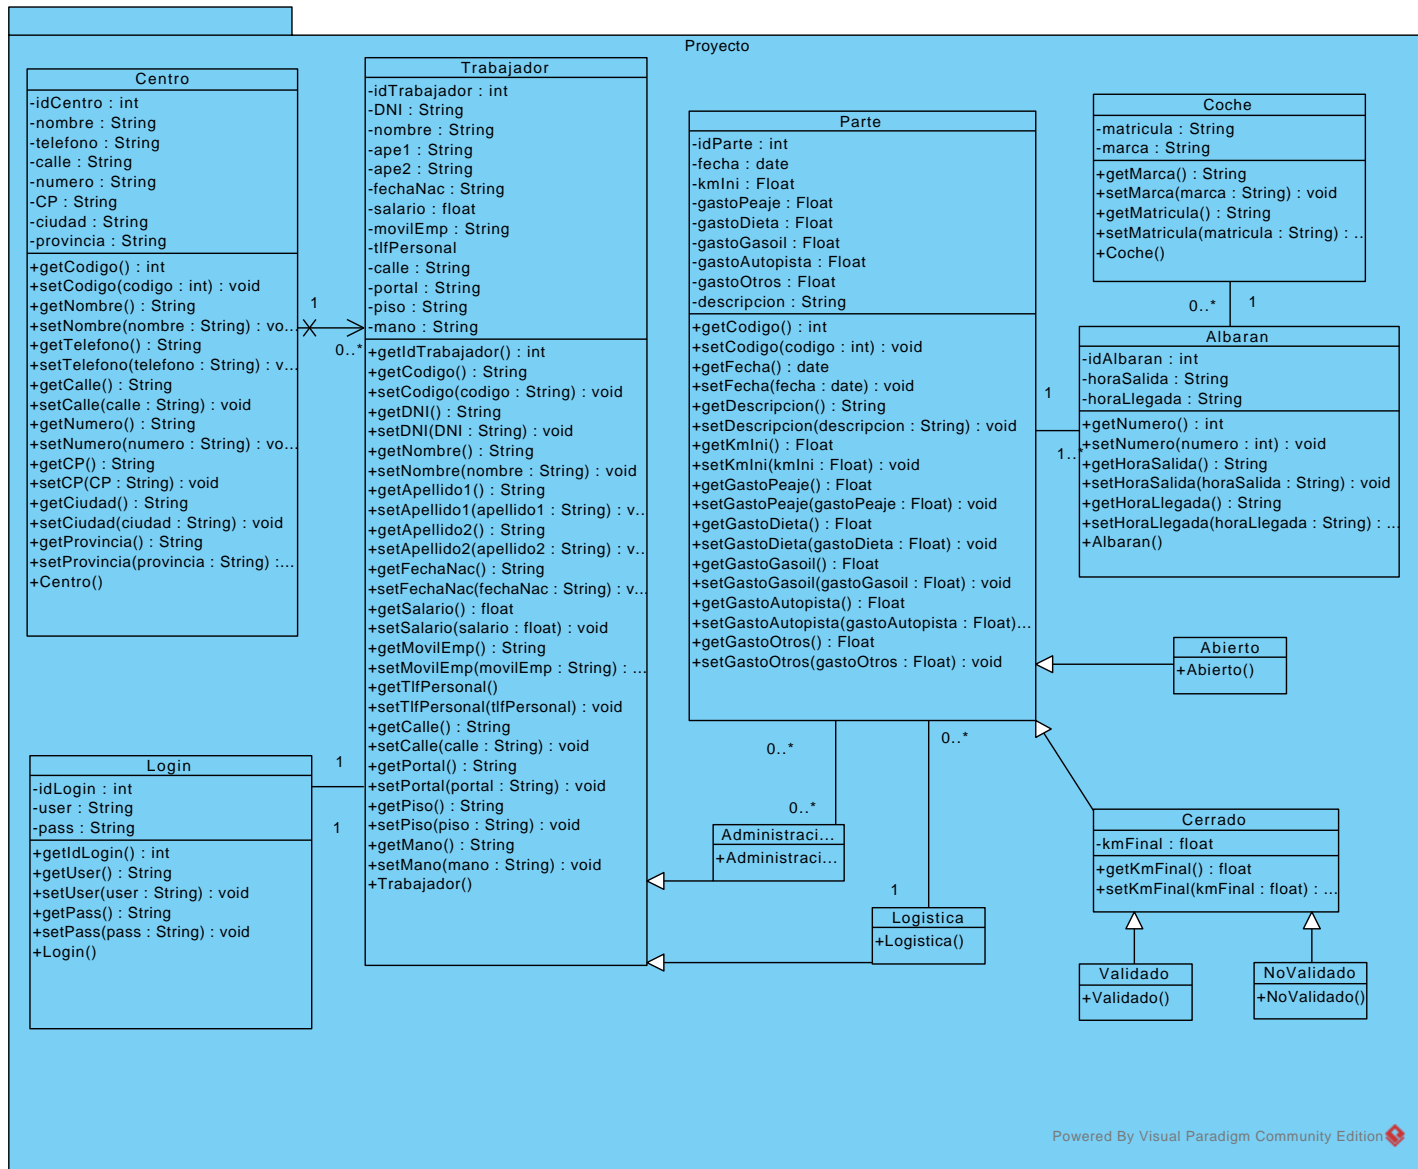 Proyecto
Centro
-idCentro : int
-nombre : String
-telefono : String
-calle : String
-numero : String
-CP : String
-ciudad : String
-provincia : String
+getCodigo() : int
+setCodigo(codigo : int) : void
+getNombre() : String
+setNombre(nombre : String) : vo...
+getTelefono() : String
+setTelefono(telefono : String) : v...
+getCalle() : String
+setCalle(calle : String) : void
+getNumero() : String
+setNumero(numero : String) : vo...
+getCP() : String
+setCP(CP : String) : void
+getCiudad() : String
+setCiudad(ciudad : String) : void
+getProvincia() : String
+setProvincia(provincia : String) :...
+Centro()
1
0..*
Trabajador
-idTrabajador : int
-DNI : String
-nombre : String
-ape1 : String
-ape2 : String
-fechaNac : String
-salario : float
-movilEmp : String
-tlfPersonal
-calle : String
-portal : String
-piso : String
-mano : String
+getIdTrabajador() : int
+getCodigo() : String
+setCodigo(codigo : String) : void
+getDNI() : String
+setDNI(DNI : String) : void
+getNombre() : String
+setNombre(nombre : String) : void
+getApellido1() : String
+setApellido1(apellido1 : String) : v...
+getApellido2() : String
+setApellido2(apellido2 : String) : v...
+getFechaNac() : String
+setFechaNac(fechaNac : String) : v...
+getSalario() : float
+setSalario(salario : float) : void
+getMovilEmp() : String
+setMovilEmp(movilEmp : String) : ...
+getTlfPersonal()
+setTlfPersonal(tlfPersonal) : void
+getCalle() : String
+setCalle(calle : String) : void
+getPortal() : String
+setPortal(portal : String) : void
+getPiso() : String
+setPiso(piso : String) : void
+getMano() : String
+setMano(mano : String) : void
+Trabajador()
Parte
-idParte : int
-fecha : date
-kmIni : Float
-gastoPeaje : Float
-gastoDieta : Float
-gastoGasoil : Float
-gastoAutopista : Float
-gastoOtros : Float
-descripcion : String
+getCodigo() : int
+setCodigo(codigo : int) : void
+getFecha() : date
+setFecha(fecha : date) : void
+getDescripcion() : String
+setDescripcion(descripcion : String) : void
+getKmIni() : Float
+setKmIni(kmIni : Float) : void
+getGastoPeaje() : Float
+setGastoPeaje(gastoPeaje : Float) : void
+getGastoDieta() : Float
+setGastoDieta(gastoDieta : Float) : void
+getGastoGasoil() : Float
+setGastoGasoil(gastoGasoil : Float) : void
+getGastoAutopista() : Float
+setGastoAutopista(gastoAutopista : Float)...
+getGastoOtros() : Float
+setGastoOtros(gastoOtros : Float) : void
Coche
-matricula : String
-marca : String
+getMarca() : String
+setMarca(marca : String) : void
+getMatricula() : String
+setMatricula(matricula : String) : ...
+Coche()
0..*
1
Albaran
-idAlbaran : int
-horaSalida : String
-horaLlegada : String
+getNumero() : int
+setNumero(numero : int) : void
+getHoraSalida() : String
+setHoraSalida(horaSalida : String) : void
+getHoraLlegada() : String
+setHoraLlegada(horaLlegada : String) : ...
+Albaran()
1
1..*
Abierto
+Abierto()
Login
-idLogin : int
-user : String
-pass : String
+getIdLogin() : int
+getUser() : String
+setUser(user : String) : void
+getPass() : String
+setPass(pass : String) : void
+Login()
1
1
0..*
0..*
0..*
1
Administraci...
+Administraci...
Logistica
+Logistica()
Cerrado
-kmFinal : float
+getKmFinal() : float
+setKmFinal(kmFinal : float) : ...
Validado
+Validado()
NoValidado
+NoValidado()
Powered By Visual Paradigm Community Edition